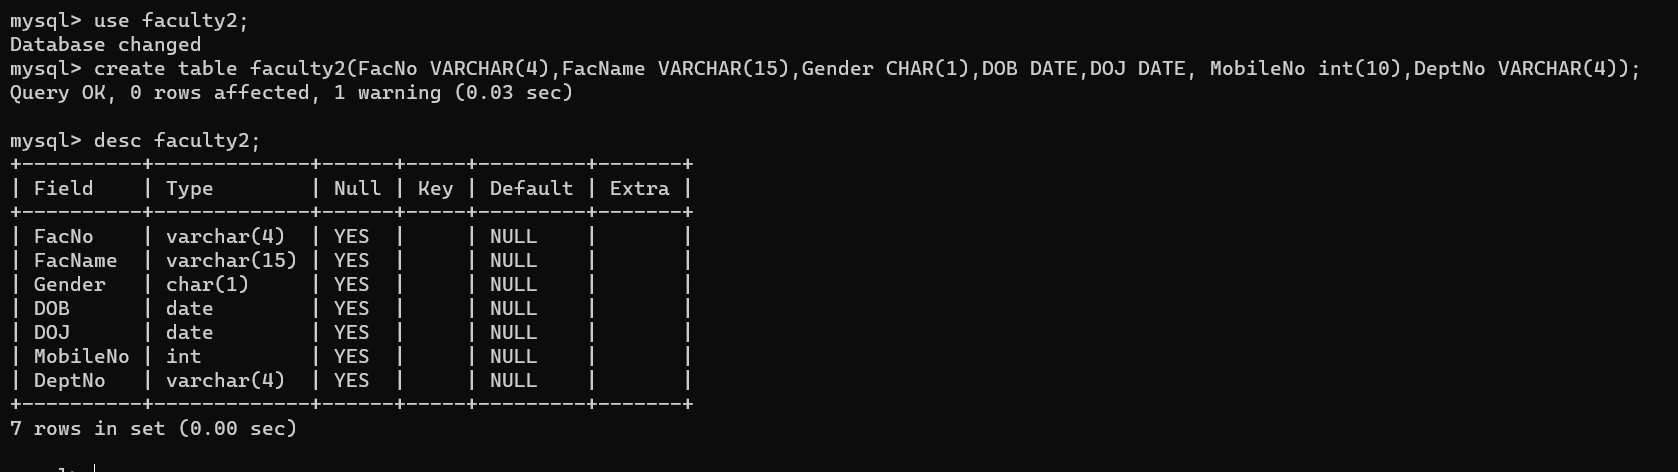 mysql> use faculty2;
Database changed
mysql> create table faculty2(FacNo VARCHAR(4),FacName VARCHAR(15),Gender CHAR(1),DOB DATE,DOJ DATE, MobileNo int(10),DeptNo VARCHAR(4));
Query OK, 0 rows affected, 1 warning (0.03 sec)
mysql> desc faculty2;
+----------+-------------+------+-----+---------+-------+
| Field    | Type        | Null | Key | Default | Extra |
+----------+-------------+------+-----+---------+-------+
| FacNo    | varchar(4)  | YES  |     | NULL    |       |
| FacName  | varchar(15) | YES  |     | NULL    |       |
| Gender   | char(1)     | YES  |     | NULL    |       |
| DOB      | date        | YES  |     | NULL    |       |
| DOJ      | date        | YES  |     | NULL    |       |
| MobileNo | int         | YES  |     | NULL    |       |
| DeptNo   | varchar(4)  | YES  |     | NULL    |       |
+----------+-------------+------+-----+---------+-------+
7 rows in set (0.00 sec)